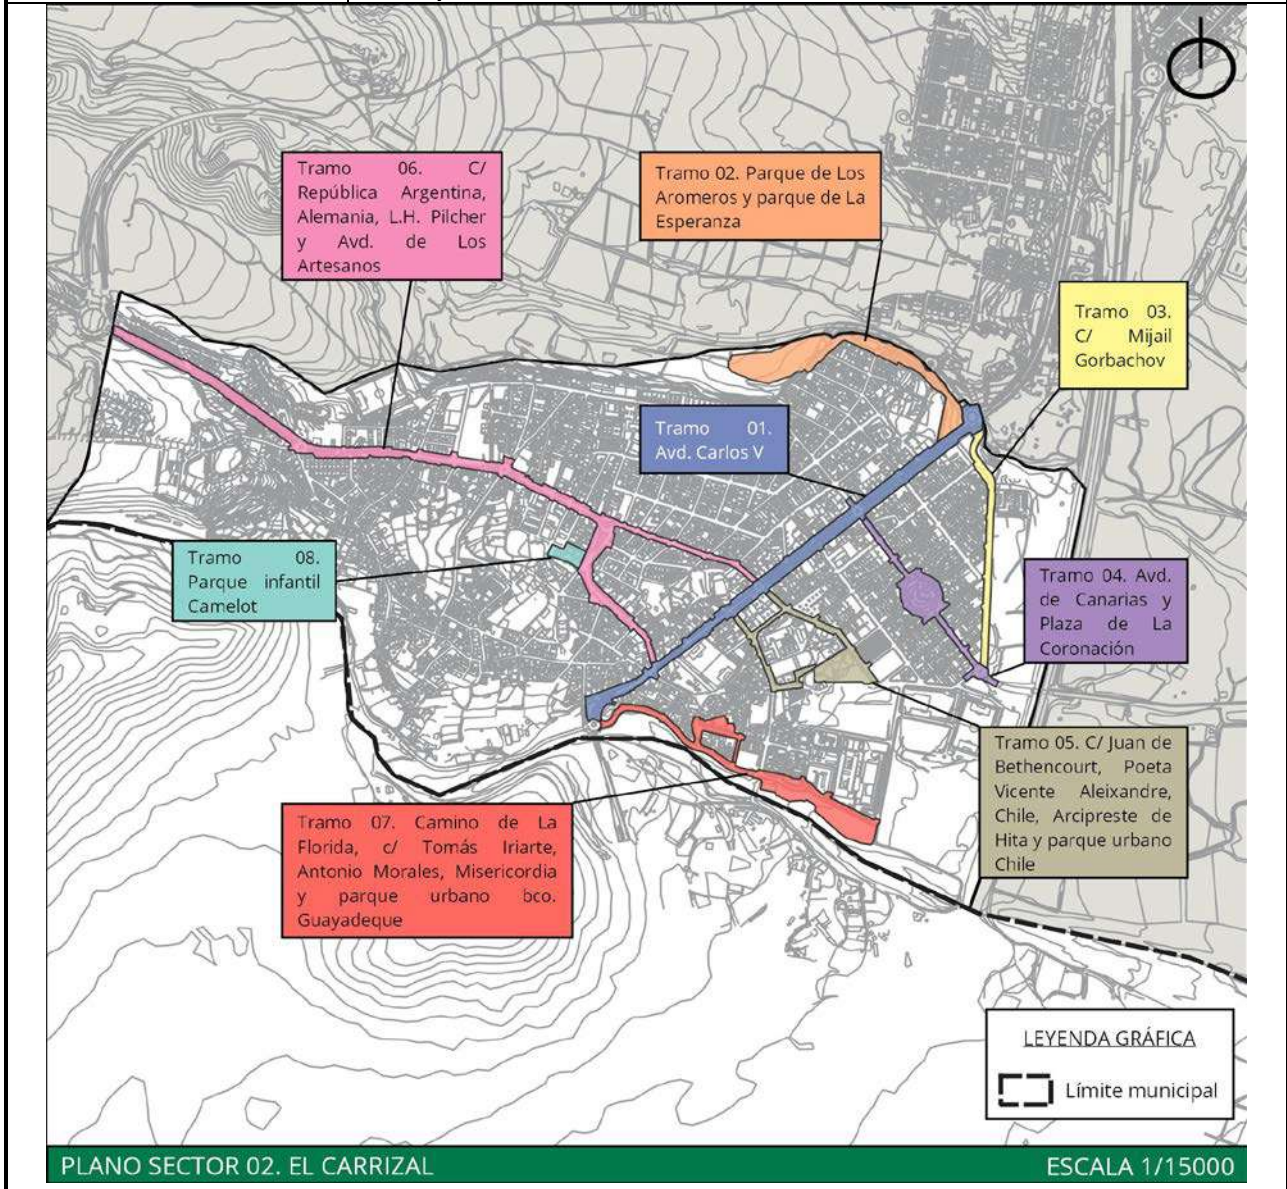 Tramo 06. C/
República Argentina,
Alemania, L.H. Pilcher
y Avd. de Los
Artesanos
Tramo 02. Parque de Los
Aromeros y parque de La
Esperanza
Tramo 03.
C/ Mijail
Gorbachov
Tramo 01.
Avd. Carlos V
Tramo 08.
Parque infantil
Camelot
Tramo 04. Avd.
de Canarias y
Plaza de La
Coronación
Tramo 05. C/ Juan de
Bethencourt, Poeta
Vicente Aleixandre,
Chile, Arcipreste de
Hita y parque urbano
Chile
Tramo 07. Camino de La
Florida, c/ Tomás Iriarte,
Antonio Morales, Misericordia
y parque urbano bco.
Guayadeque
LEYENDA GRÁFICA
Límite municipal
PLANO SECTOR 02. EL CARRIZAL
ESCALA 1/15000